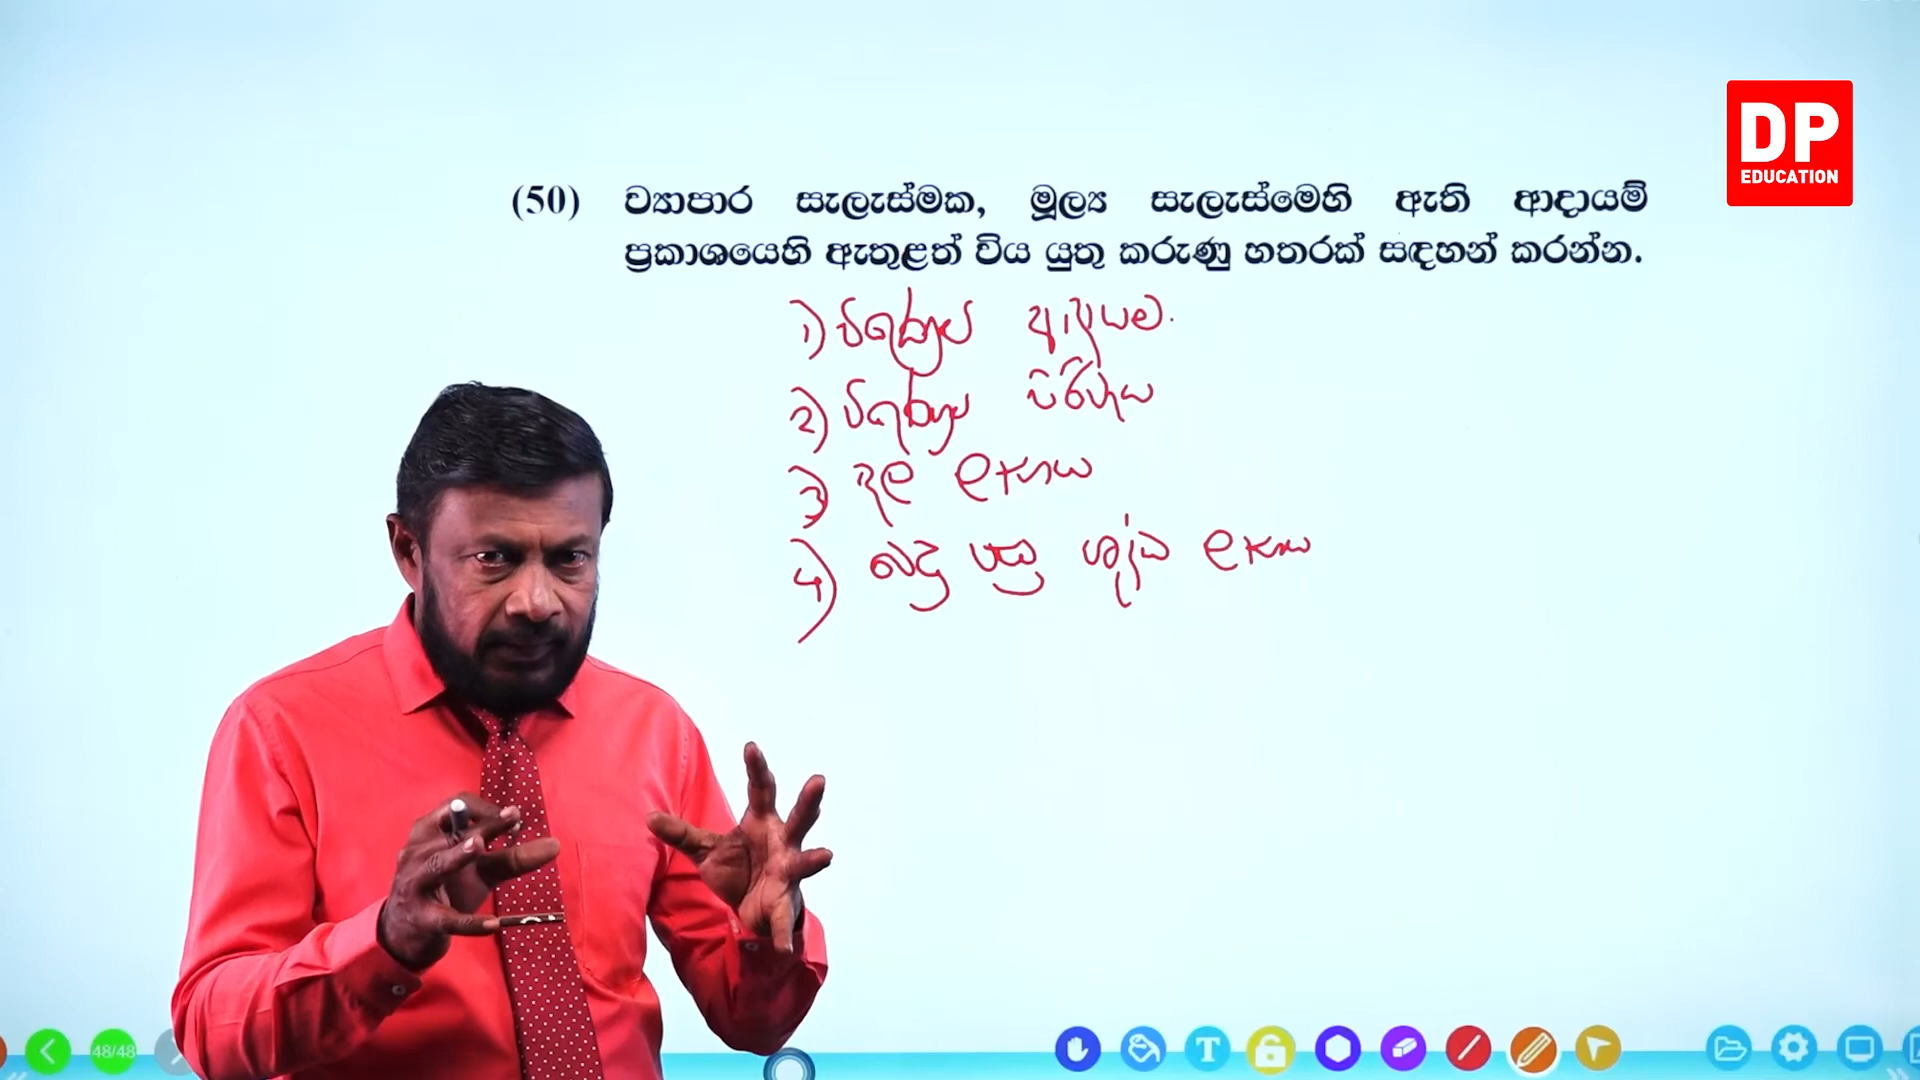 DP
EDUCATION
(50) ව්‍යාපාර සැලැස්මක, මූල්‍ය සැලැස්මෙහි ඇති ආදායම්
ප්‍රකාශයෙහි ඇතුළත් විය යුතු කරුණු හතරක් සඳහන් කරන්න.
1) විකුණුම් ආදායම.
2) විකුණුම් පිරිවැය
3) දළ ලාභය
4) බදු පසු ශුද්ධ ලාභය
48/48
T